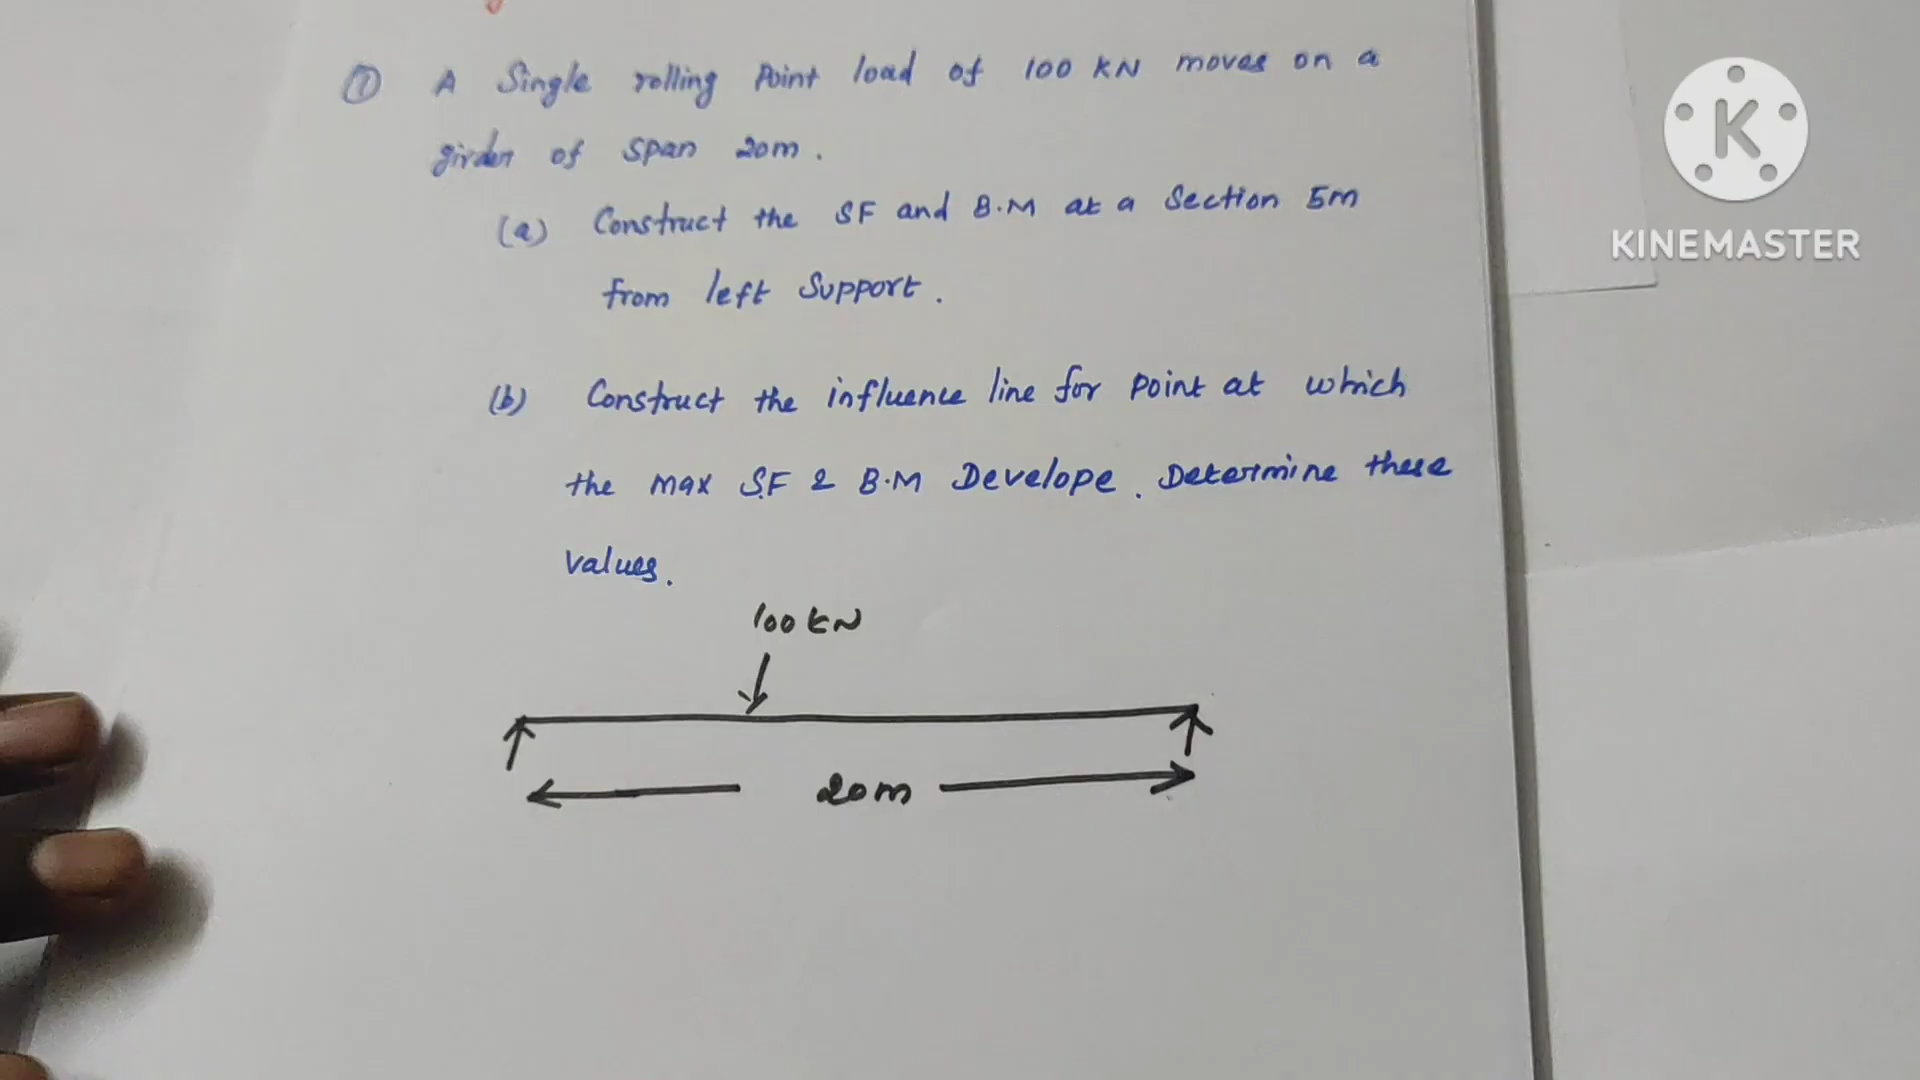 ① A Single rolling Point load of 100 KN moves on a
girder of span 20m.
(a) Construct the SF and B.M at a Section 5m
from left Support.
(b) Construct the influence line for Point at which
the max S.F & B.M Develope. Determine these
values.
100 KN
20m
K
KINEMASTER